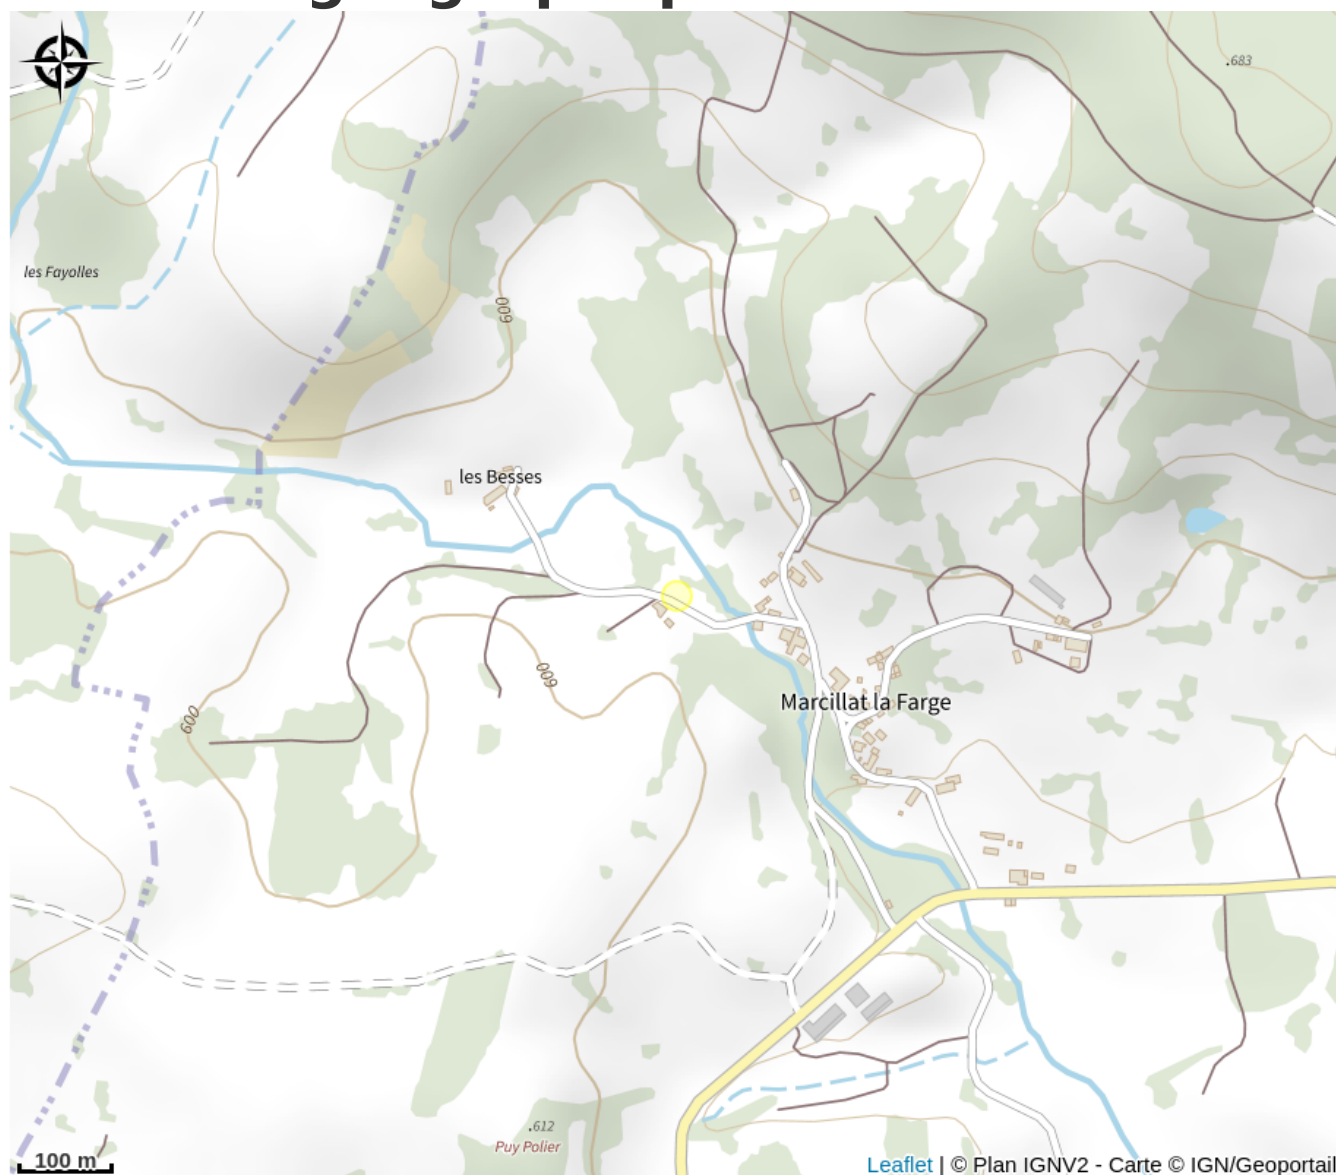 683
les Fayolles
600
les Besses
600
600
Marcillat la Farge
612
Puy Polier
100 m
Leaflet | © Plan IGNV2 - Carte © IGN/Geoportail